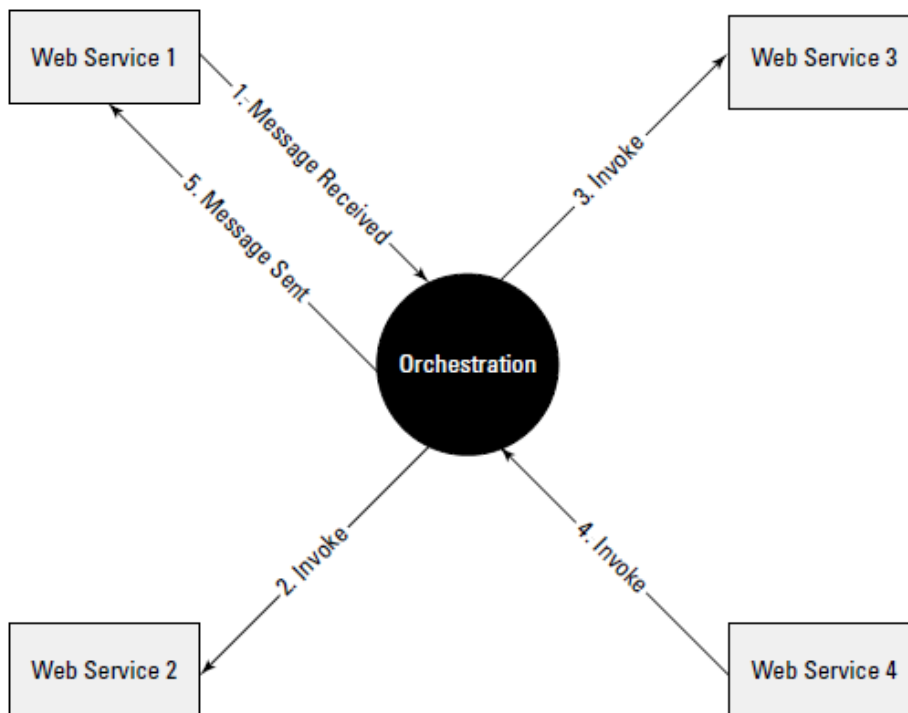 Web Service 1
Web Service 3
1. Message Received
3. Invoke
5. Message Sent
Orchestration
2. Invoke
4. Invoke
Web Service 2
Web Service 4